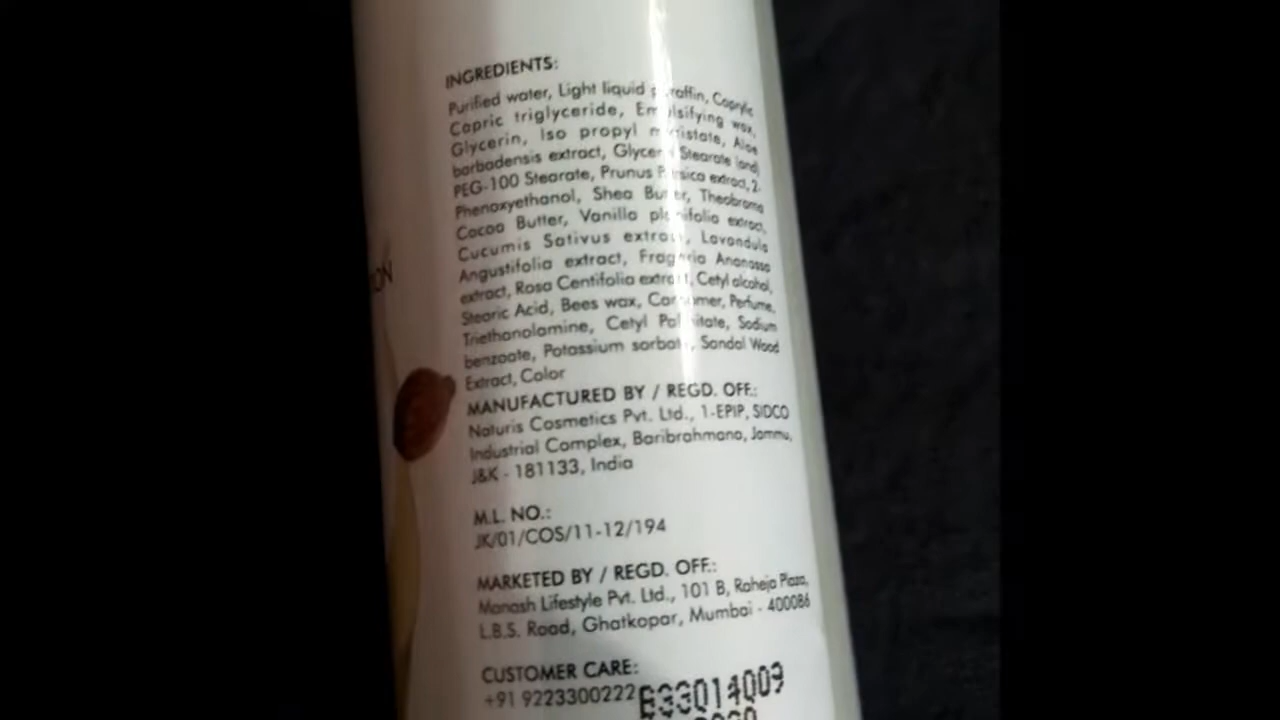 INGREDIENTS:
Purified water, Light liquid paraffin, Caprylic
Capric triglyceride, Emulsifying wax,
Glycerin, Iso propyl myristate, Aloe
barbadensis extract, Glyceryl Stearate (and)
PEG-100 Stearate, Prunus Persica extract, 2-
Phenoxyethanol, Shea Butter, Theobroma
Cocoa Butter, Vanilla planifolia extract,
Cucumis Sativus extract, Lavandula
Angustifolia extract, Fragaria Ananassa
extract, Rosa Centifolia extract, Cetyl alcohol,
Stearic Acid, Bees wax, Carbomer, Perfume,
Triethanolamine, Cetyl Palmitate, Sodium
benzoate, Potassium sorbate, Sandal Wood
Extract, Color
MANUFACTURED BY / REGD. OFF.:
Naturis Cosmetics Pvt. Ltd., 1-EPIP, SIDCO
Industrial Complex, Baribrahmana, Jammu,
J&K - 181133, India
M.L. NO.:
JK/01/COS/11-12/194
MARKETED BY / REGD. OFF.:
Manash Lifestyle Pvt. Ltd., 101 B, Raheja Plaza,
L.B.S. Road, Ghatkopar, Mumbai - 400086
CUSTOMER CARE:
+91 9223300222